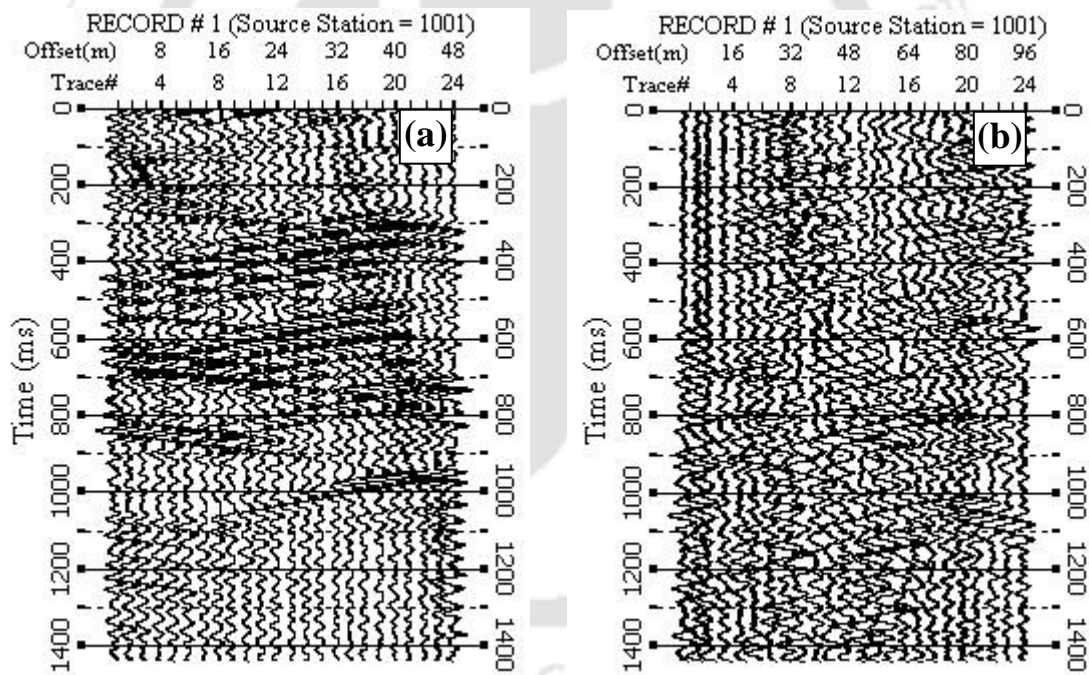 RECORD # 1 (Source Station = 1001)
Offset(m) 8 16 24 32 40 48
Trace# 4 8 12 16 20 24
(a)
0 0
200 200
400 400
600 600
800 800
1000 1000
1200 1200
1400 1400
Time (ms)
RECORD # 1 (Source Station = 1001)
Offset(m) 16 32 48 64 80 96
Trace# 4 8 12 16 20 24
(b)
0 0
200 200
400 400
600 600
800 800
1000 1000
1200 1200
1400 1400
Time (ms)